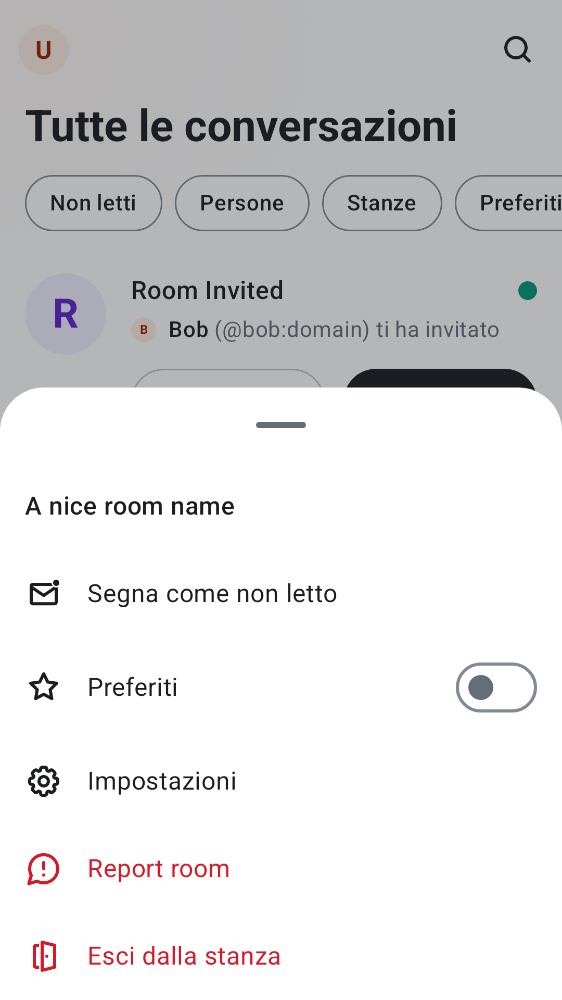 U
Tutte le conversazioni
Non letti Persone Stanze Preferiti
R
Room Invited
B Bob (@bob:domain) ti ha invitato
A nice room name
Segna come non letto
Preferiti
Impostazioni
Report room
Esci dalla stanza